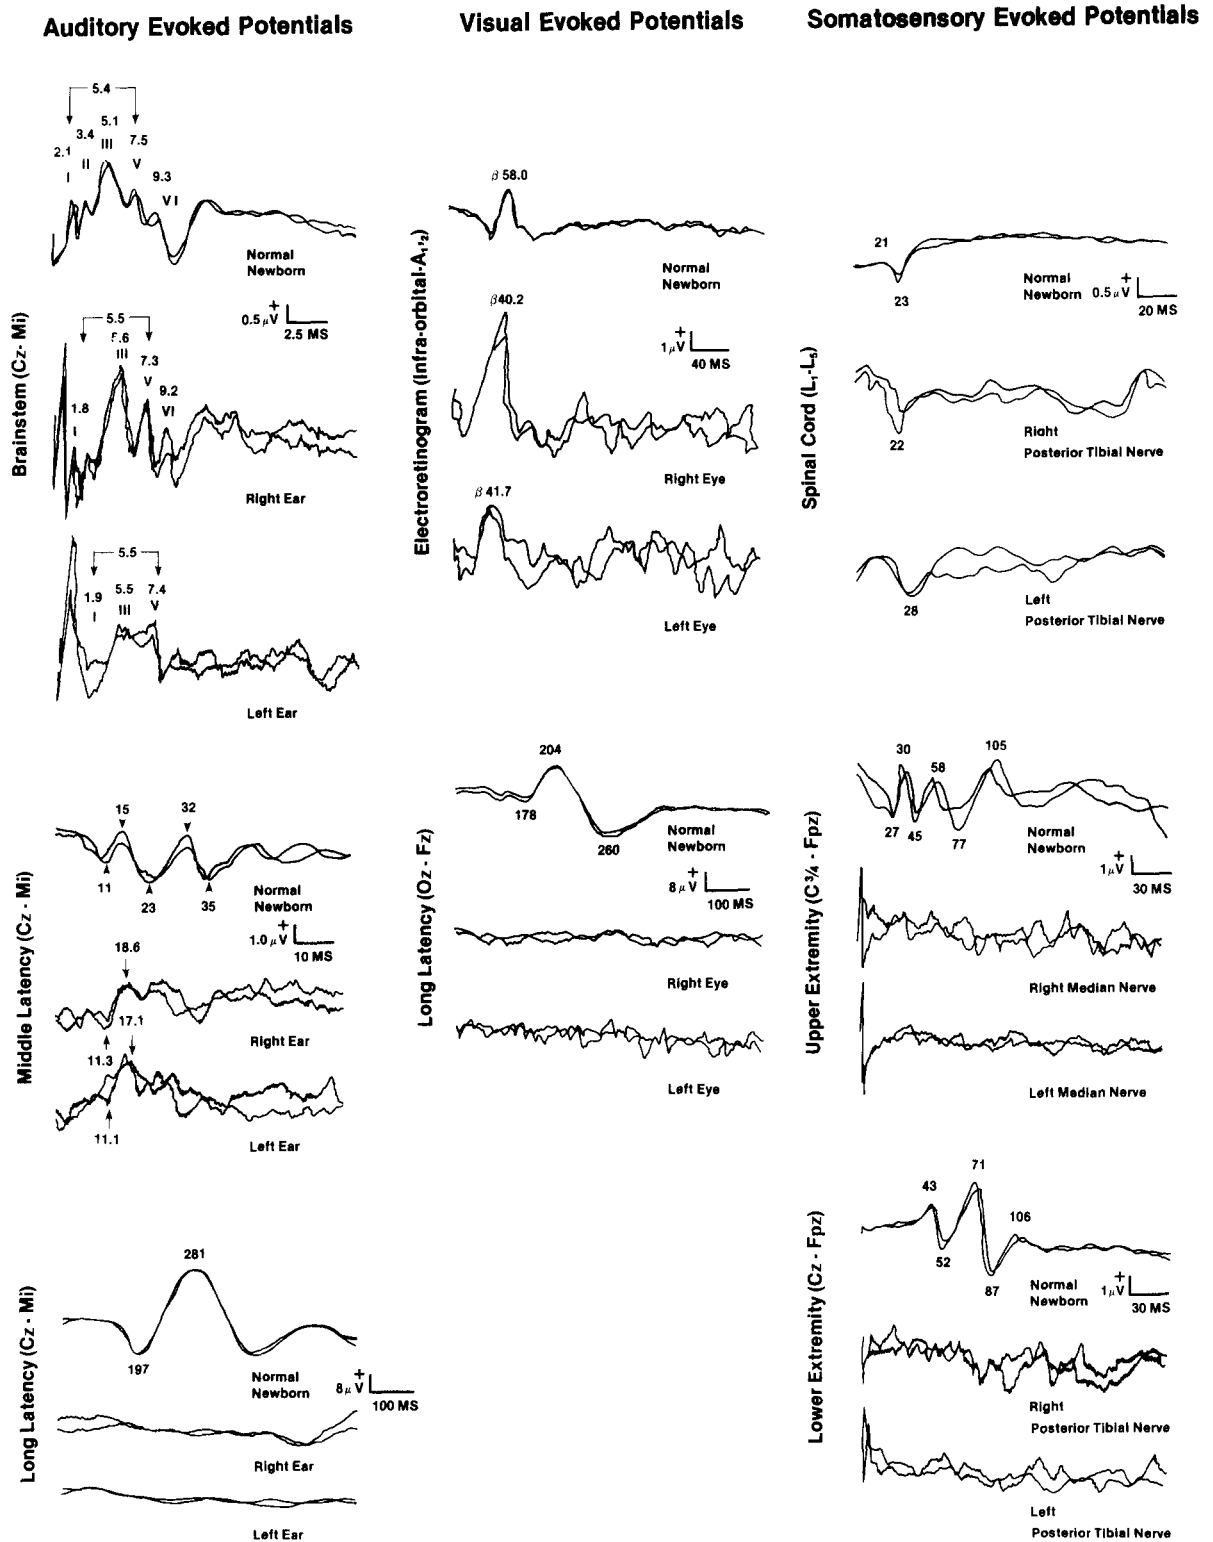 Auditory Evoked Potentials
Brainstem (Cz- Mi)
5.4
5.1
3.4
III
7.5
2.1
II
V
I
9.3
VI
Normal
Newborn
+
0.5 μV
2.5 MS
5.5
5.6
III
7.3
V
9.2
VI
1.8
I
Right Ear
5.5
1.9
5.5
7.4
I
III
V
Left Ear
Middle Latency (Cz - Mi)
15
32
11
23
35
Normal
Newborn
+
1.0 μV
10 MS
18.6
17.1
Right Ear
11.3
11.1
Left Ear
Long Latency (Cz - Mi)
281
197
Normal
Newborn
+
8 μV
100 MS
Right Ear
Left Ear
Visual Evoked Potentials
Electroretinogram (Infra-orbital-A₁,₂)
β 58.0
Normal
Newborn
β40.2
+
1μV
40 MS
Right Eye
β 41.7
Left Eye
Long Latency (Oz - Fz)
204
178
260
Normal
Newborn
+
8 μV
100 MS
Right Eye
Left Eye
Somatosensory Evoked Potentials
Spinal Cord (L₁-L₅)
21
23
Normal
Newborn
+
0.5 μV
20 MS
22
Right
Posterior Tibial Nerve
28
Left
Posterior Tibial Nerve
Upper Extremity (C¾ - Fpz)
30
58
105
27
45
77
Normal
Newborn
+
1μV
30 MS
Right Median Nerve
Left Median Nerve
Lower Extremity (Cz - Fpz)
71
43
106
52
87
Normal
Newborn
+
1μV
30 MS
Right
Posterior Tibial Nerve
Left
Posterior Tibial Nerve